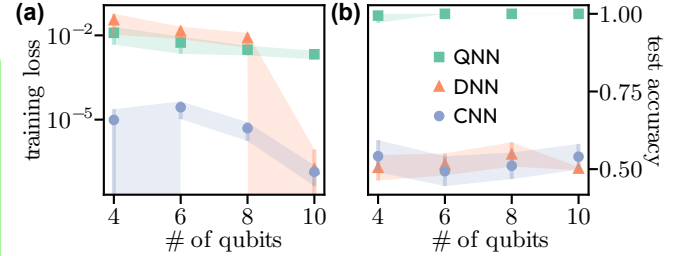 (a)
training loss
10⁻²
10⁻⁵
4 6 8 10
# of qubits
(b)
QNN
DNN
CNN
1.00
0.75
0.50
test accuracy
4 6 8 10
# of qubits